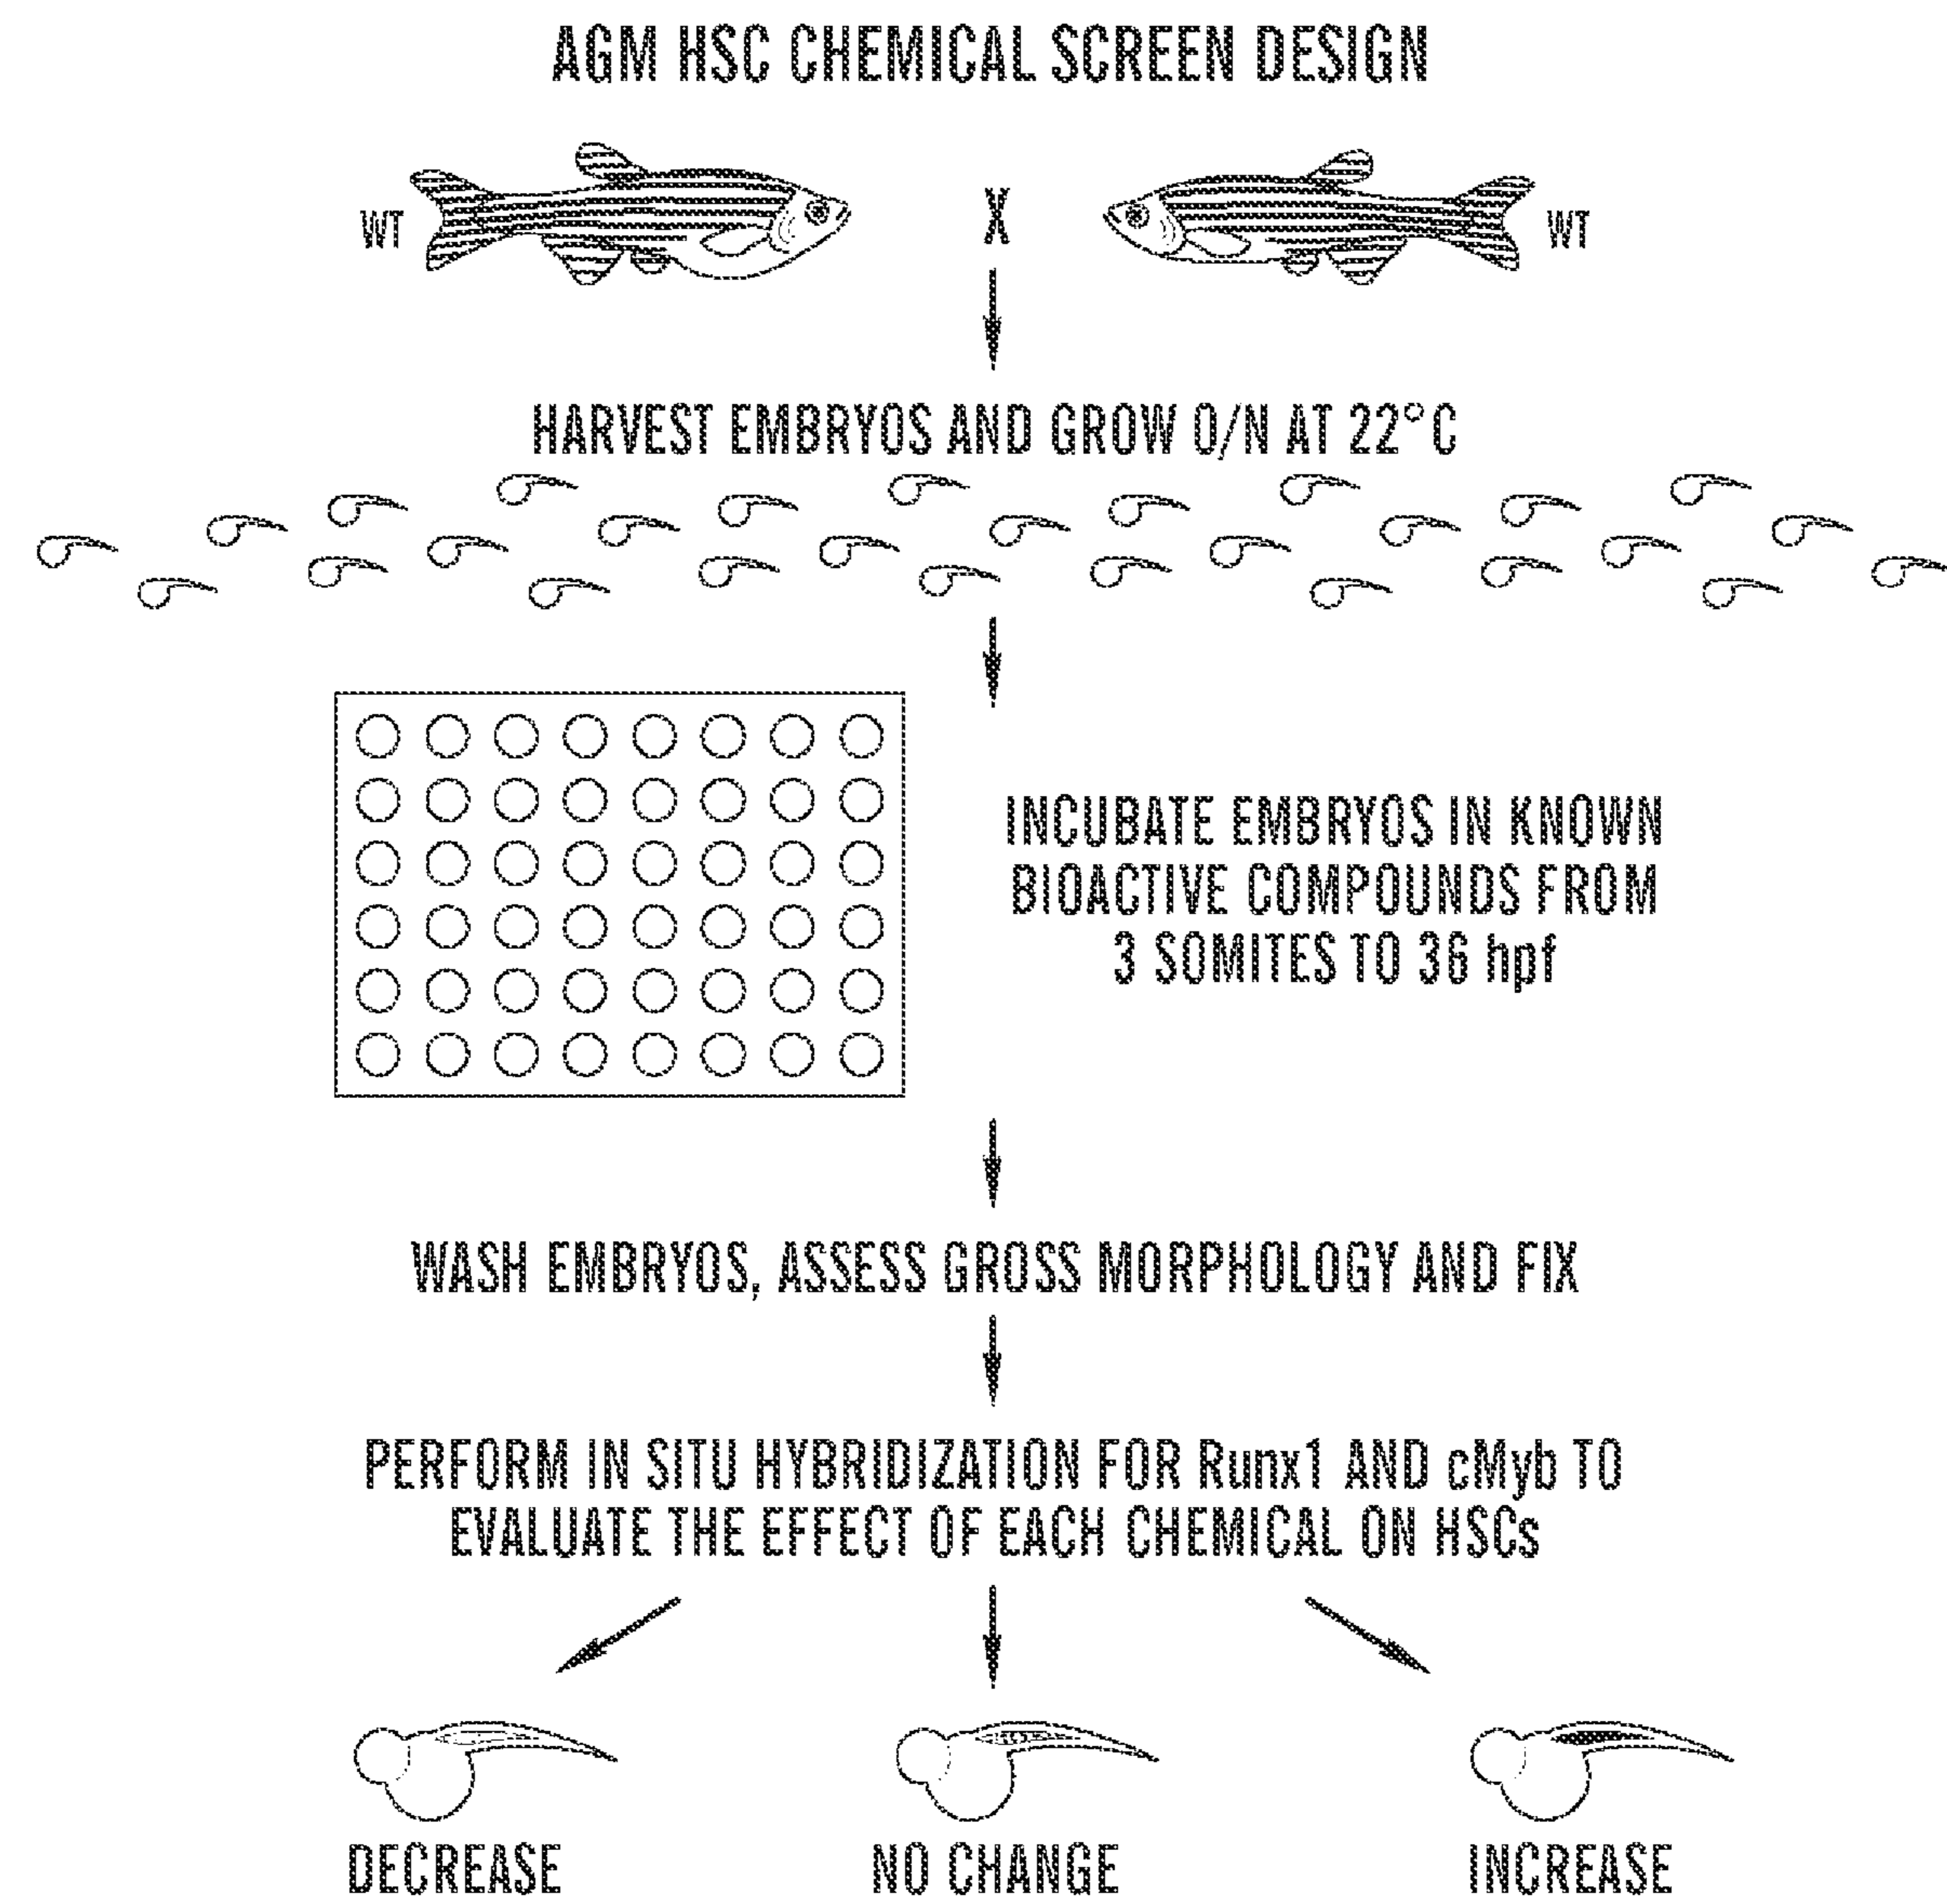 AGM HSC CHEMICAL SCREEN DESIGN
WT X WT
HARVEST EMBRYOS AND GROW O/N AT 22°C
INCUBATE EMBRYOS IN KNOWN
BIOACTIVE COMPOUNDS FROM
3 SOMITES TO 36 hpf
WASH EMBRYOS, ASSESS GROSS MORPHOLOGY AND FIX
PERFORM IN SITU HYBRIDIZATION FOR Runx1 AND cMyb TO
EVALUATE THE EFFECT OF EACH CHEMICAL ON HSCs
DECREASE NO CHANGE INCREASE